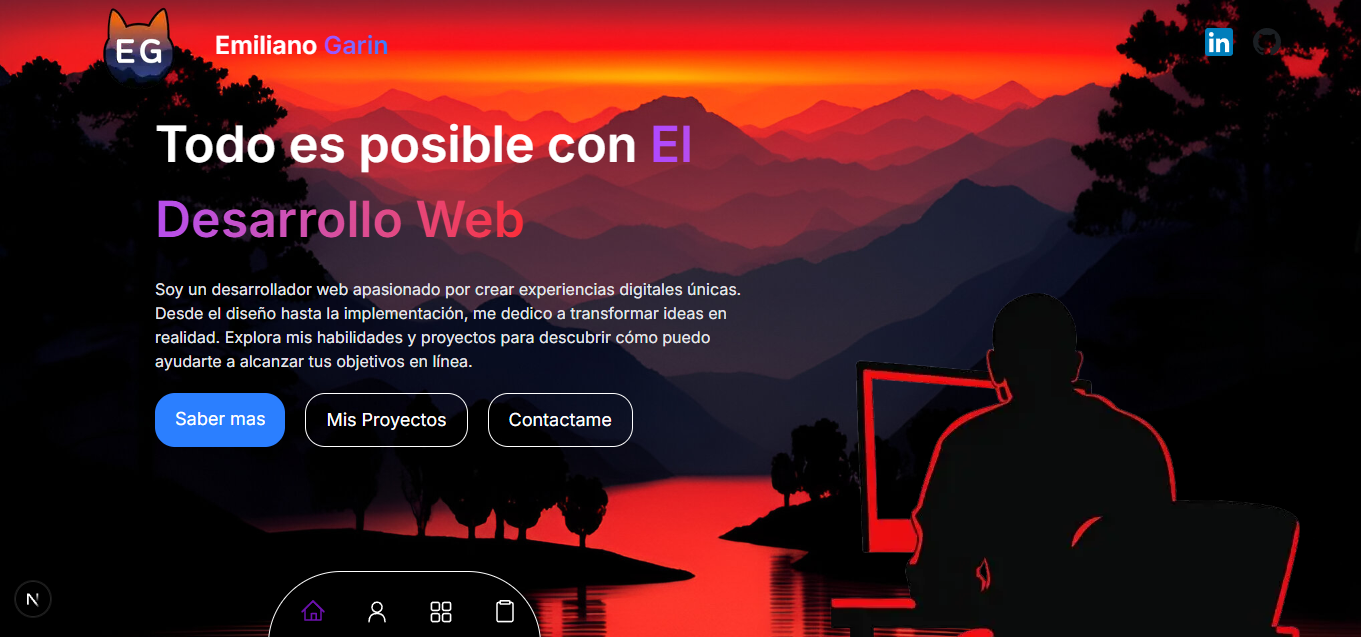 EG
Emiliano Garin
in
Todo es posible con El
Desarrollo Web
Soy un desarrollador web apasionado por crear experiencias digitales únicas.
Desde el diseño hasta la implementación, me dedico a transformar ideas en
realidad. Explora mis habilidades y proyectos para descubrir cómo puedo
ayudarte a alcanzar tus objetivos en línea.
Saber mas
Mis Proyectos
Contactame
N